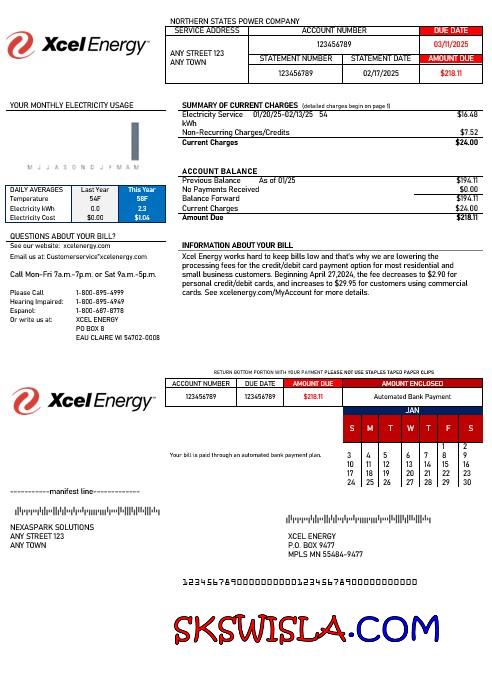 NORTHERN STATES POWER COMPANY
Xcel Energy™
SERVICE ADDRESS
ANY STREET 123
ANY TOWN
ACCOUNT NUMBER DUE DATE
123456789 03/11/2025
STATEMENT NUMBER STATEMENT DATE AMOUNT DUE
123456789 02/17/2025 $218.11
YOUR MONTHLY ELECTRICITY USAGE
M J J A S O N D J F M A M
DAILY AVERAGES Last Year This Year
Temperature 54F 58F
Electricity kWh 0.0 2.3
Electricity Cost $0.00 $1.04
QUESTIONS ABOUT YOUR BILL?
See our website: xcelenergy.com
Email us at: Customerservice"xcelenergy.com
Call Mon-Fri 7a.m.-7p.m. or Sat 9a.m.-5p.m.
Please Call 1-800-895-4999
Hearing Impaired: 1-800-895-4949
Espanol: 1-800-687-8778
Or write us at: XCEL ENERGY
PO BOX 8
EAU CLAIRE WI 54702-0008
SUMMARY OF CURRENT CHARGES (detailed charges begin on page 1)
Electricity Service 01/20/25-02/13/25 54 $16.48
kWh
Non-Recurring Charges/Credits $7.52
Current Charges $24.00
ACCOUNT BALANCE
Previous Balance As of 01/25 $194.11
No Payments Received $0.00
Balance Forward $194.11
Current Charges $24.00
Amount Due $218.11
INFORMATION ABOUT YOUR BILL
Xcel Energy works hard to keep bills low and that's why we are lowering the
processing fees for the credit/debit card payment option for most residential and
small business customers. Beginning April 27,2024, the fee decreases to $2.90 for
personal credit/debit cards, and increases to $29.95 for customers using commercial
cards. See xcelenergy.com/MyAccount for more details.
RETURN BOTTOM PORTION WITH YOUR PAYMENT PLEASE NOT USE STAPLES TAPED PAPER CLIPS
Xcel Energy™
ACCOUNT NUMBER DUE DATE AMOUNT DUE AMOUNT ENCLOSED
123456789 123456789 $218.11 Automated Bank Payment
JAN
S M T W T F S
1 2
3 4 5 6 7 8 9
10 11 12 13 14 15 16
17 18 19 20 21 22 23
24 25 26 27 28 29 30
Your bill is paid through an automated bank payment plan.
-----------manifest line-------------
NEXASPARK SOLUTIONS
ANY STREET 123
ANY TOWN
XCEL ENERGY
P.O. BOX 9477
MPLS MN 55484-9477
SKSWISLA.COM